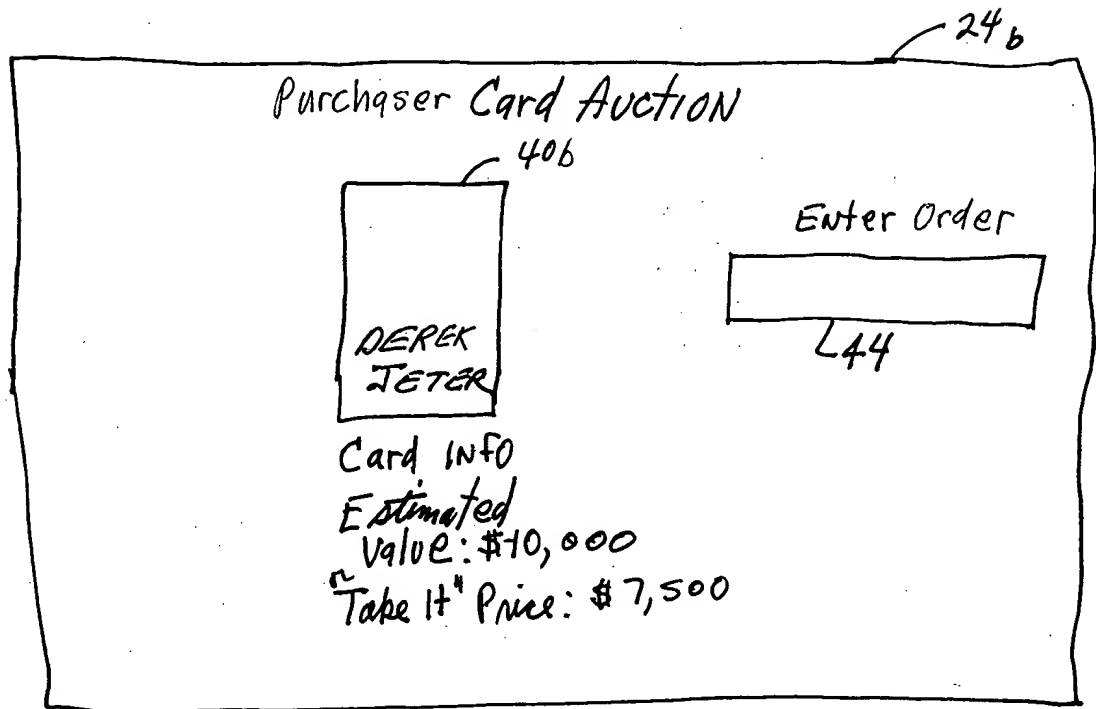 24b
Purchaser Card Auction
40b
Enter Order
DEREK
JETER
44
Card Info
Estimated
Value: $10,000
"Take It" Price: $7,500